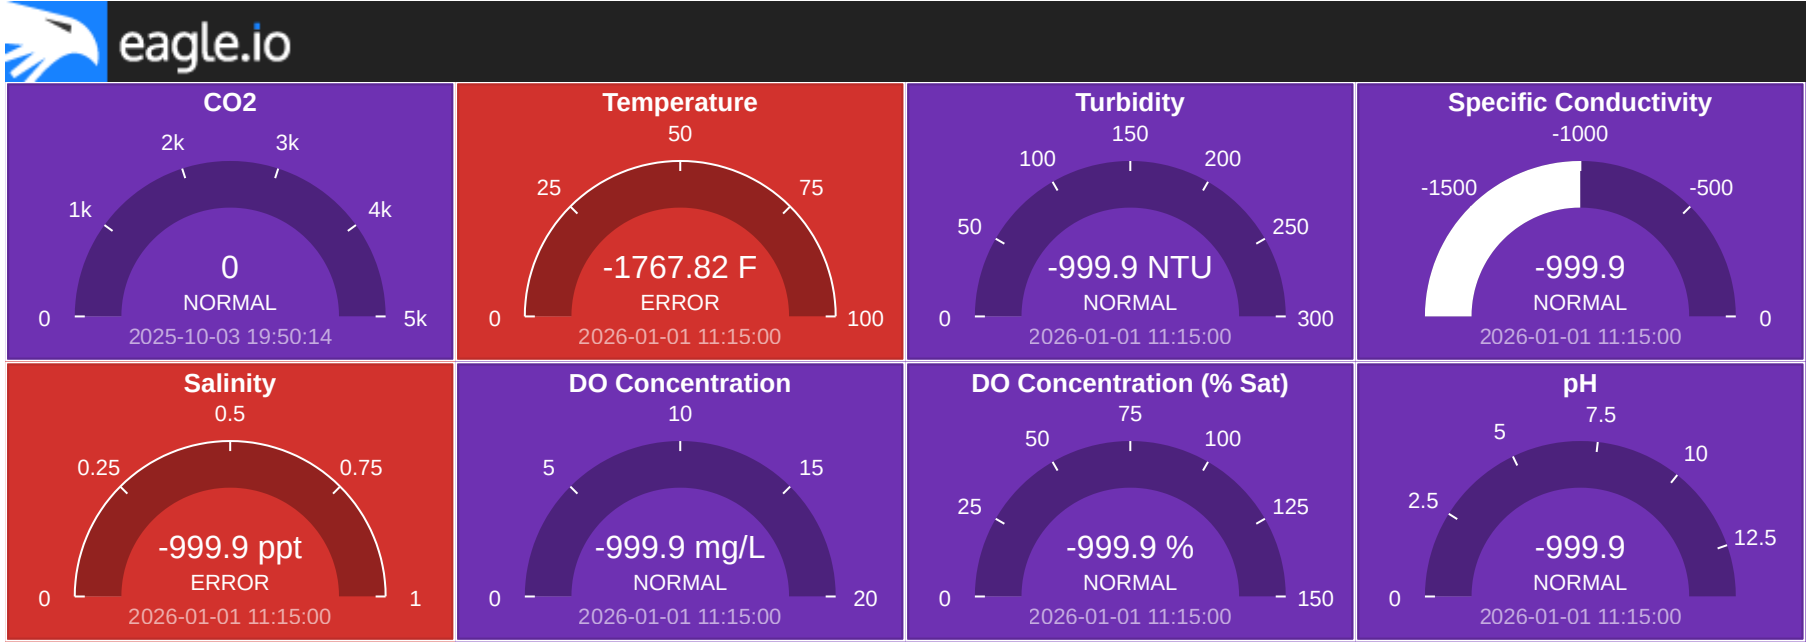 eagle.io
CO2
2k
3k
1k
4k
0
NORMAL
0
5k
2025-10-03 19:50:14
Temperature
50
25
75
-1767.82 F
ERROR
0
100
2026-01-01 11:15:00
Turbidity
150
100
200
50
250
-999.9 NTU
NORMAL
0
300
2026-01-01 11:15:00
Specific Conductivity
-1000
-1500
-500
-999.9
NORMAL
0
2026-01-01 11:15:00
Salinity
0.5
0.25
0.75
-999.9 ppt
ERROR
0
1
2026-01-01 11:15:00
DO Concentration
10
5
15
-999.9 mg/L
NORMAL
0
20
2026-01-01 11:15:00
DO Concentration (% Sat)
75
50
100
25
125
-999.9 %
NORMAL
0
150
2026-01-01 11:15:00
pH
7.5
5
10
2.5
12.5
-999.9
NORMAL
0
2026-01-01 11:15:00